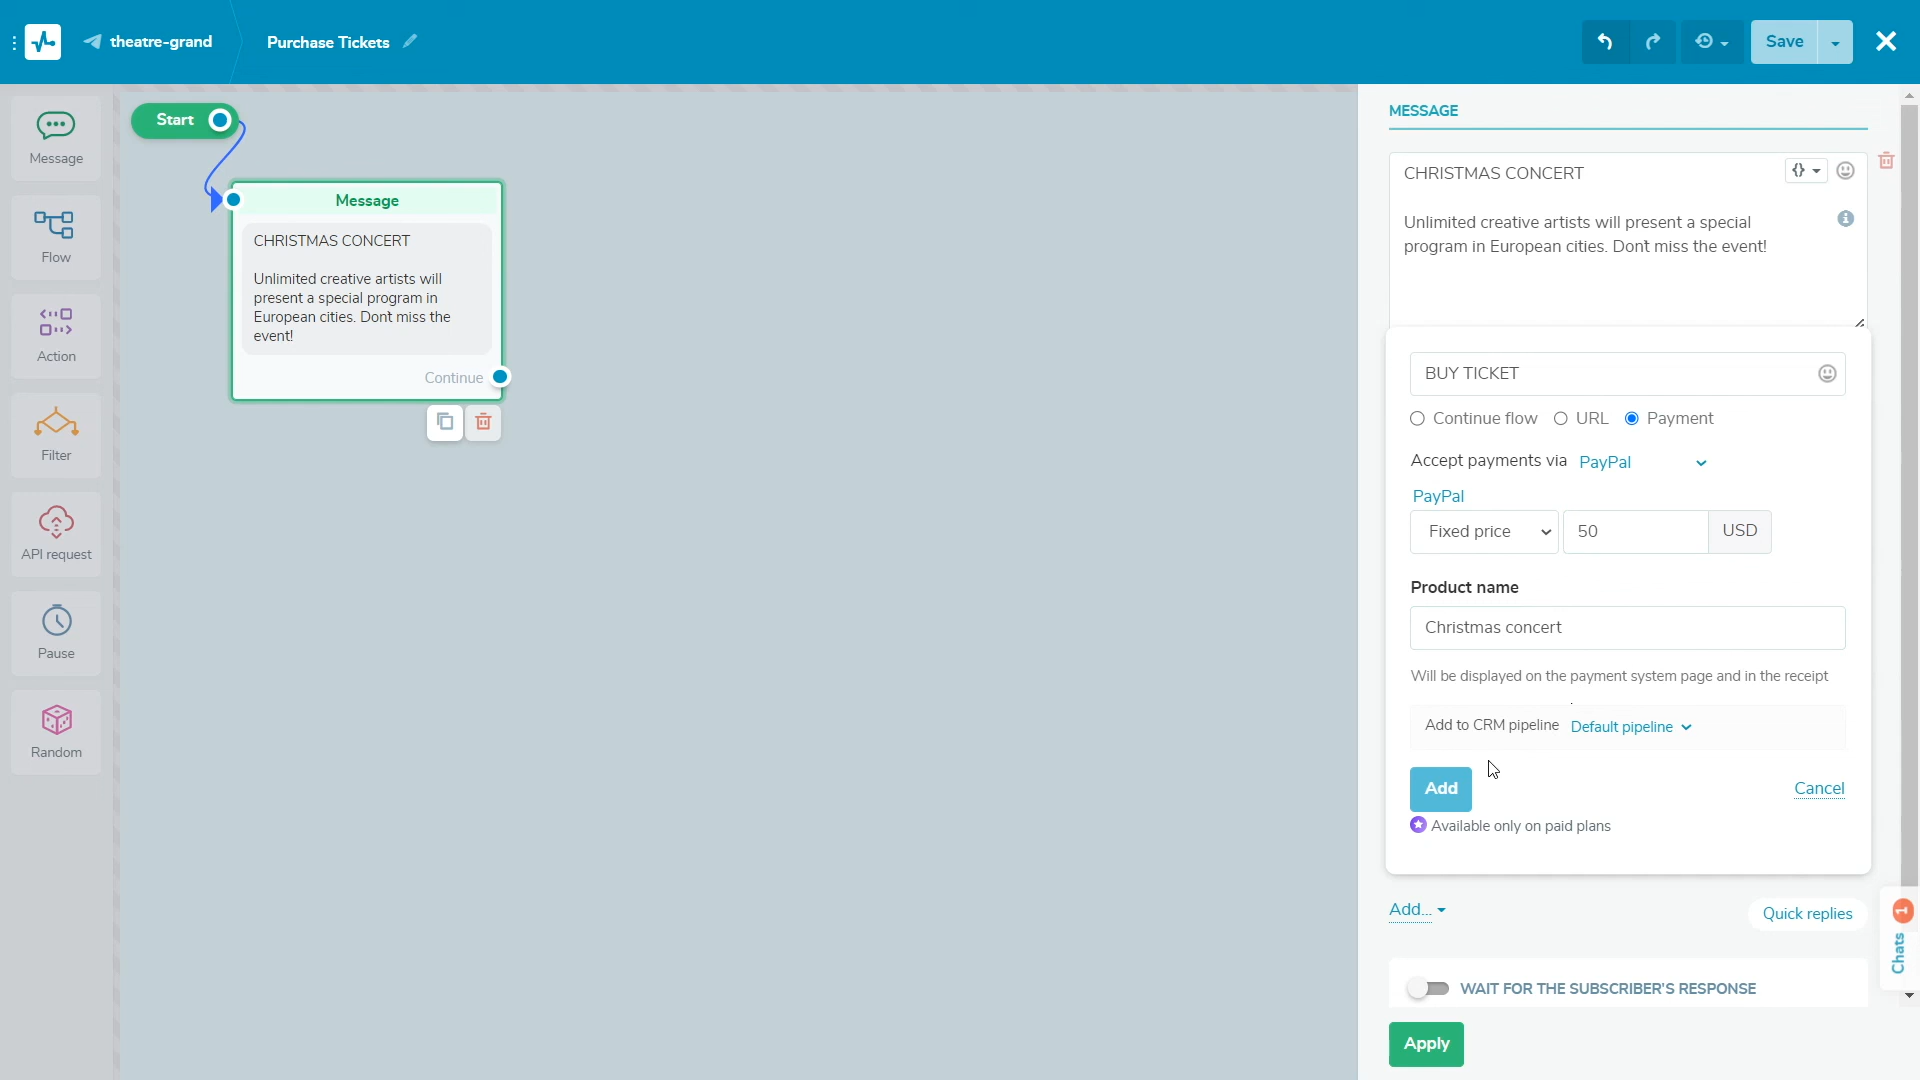 theatre-grand
Purchase Tickets
Save
Message
Flow
Action
Filter
API request
Pause
Random
Start
Message
CHRISTMAS CONCERT
Unlimited creative artists will
present a special program in
European cities. Don't miss the
event!
Continue
MESSAGE
CHRISTMAS CONCERT
{}
Unlimited creative artists will present a special
program in European cities. Don't miss the event!
BUY TICKET
Continue flow
URL
Payment
Accept payments via PayPal
PayPal
Fixed price
50
USD
Product name
Christmas concert
Will be displayed on the payment system page and in the receipt
Add to CRM pipeline Default pipeline
Add
Cancel
Available only on paid plans
Add...
Quick replies
Chats 1
WAIT FOR THE SUBSCRIBER'S RESPONSE
Apply